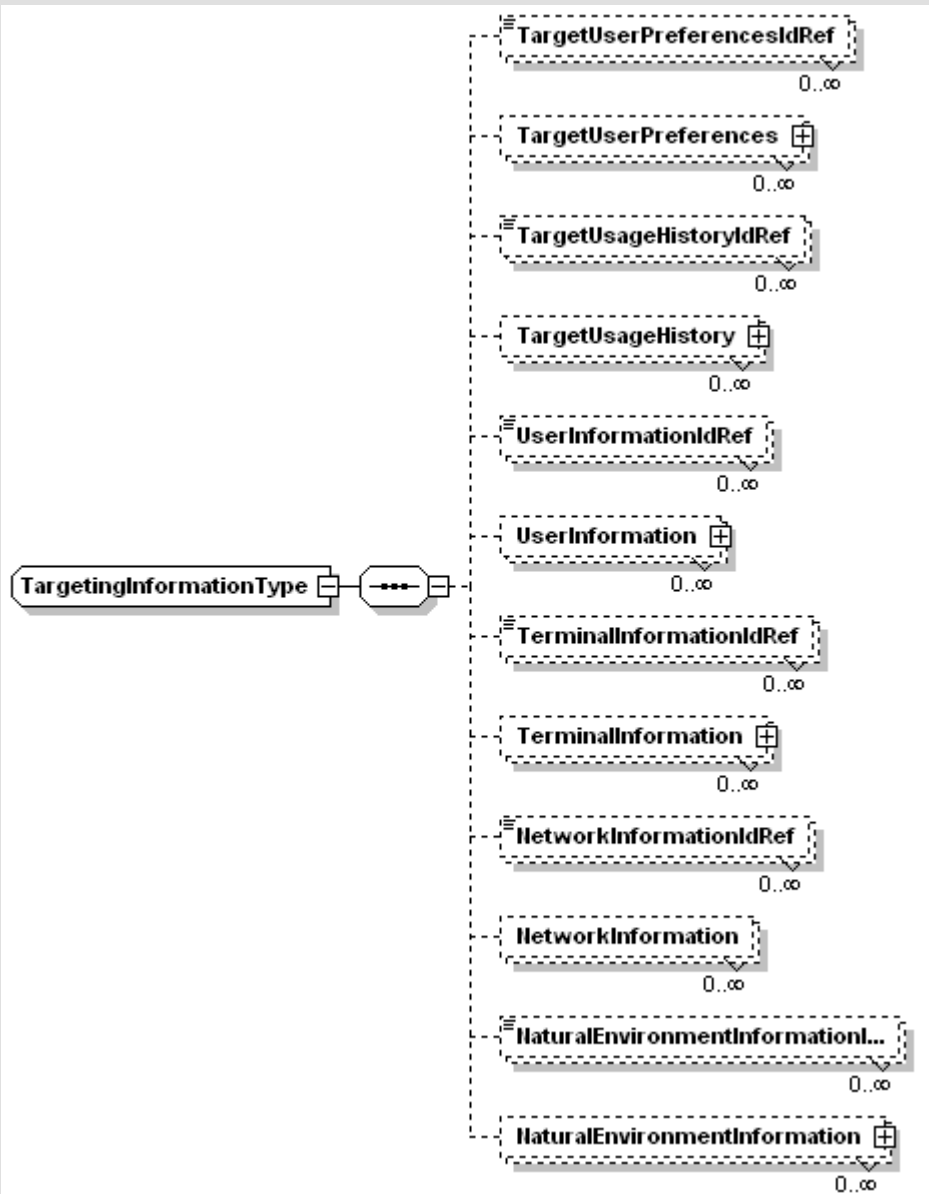 TargetUserPreferencesIdRef
0..∞
TargetUserPreferences
0..∞
TargetUsageHistoryIdRef
0..∞
TargetUsageHistory
0..∞
UserInformationIdRef
0..∞
UserInformation
0..∞
TargetingInformationType
TerminalInformationIdRef
0..∞
TerminalInformation
0..∞
NetworkInformationIdRef
0..∞
NetworkInformation
0..∞
NaturalEnvironmentInformationI...
0..∞
NaturalEnvironmentInformation
0..∞